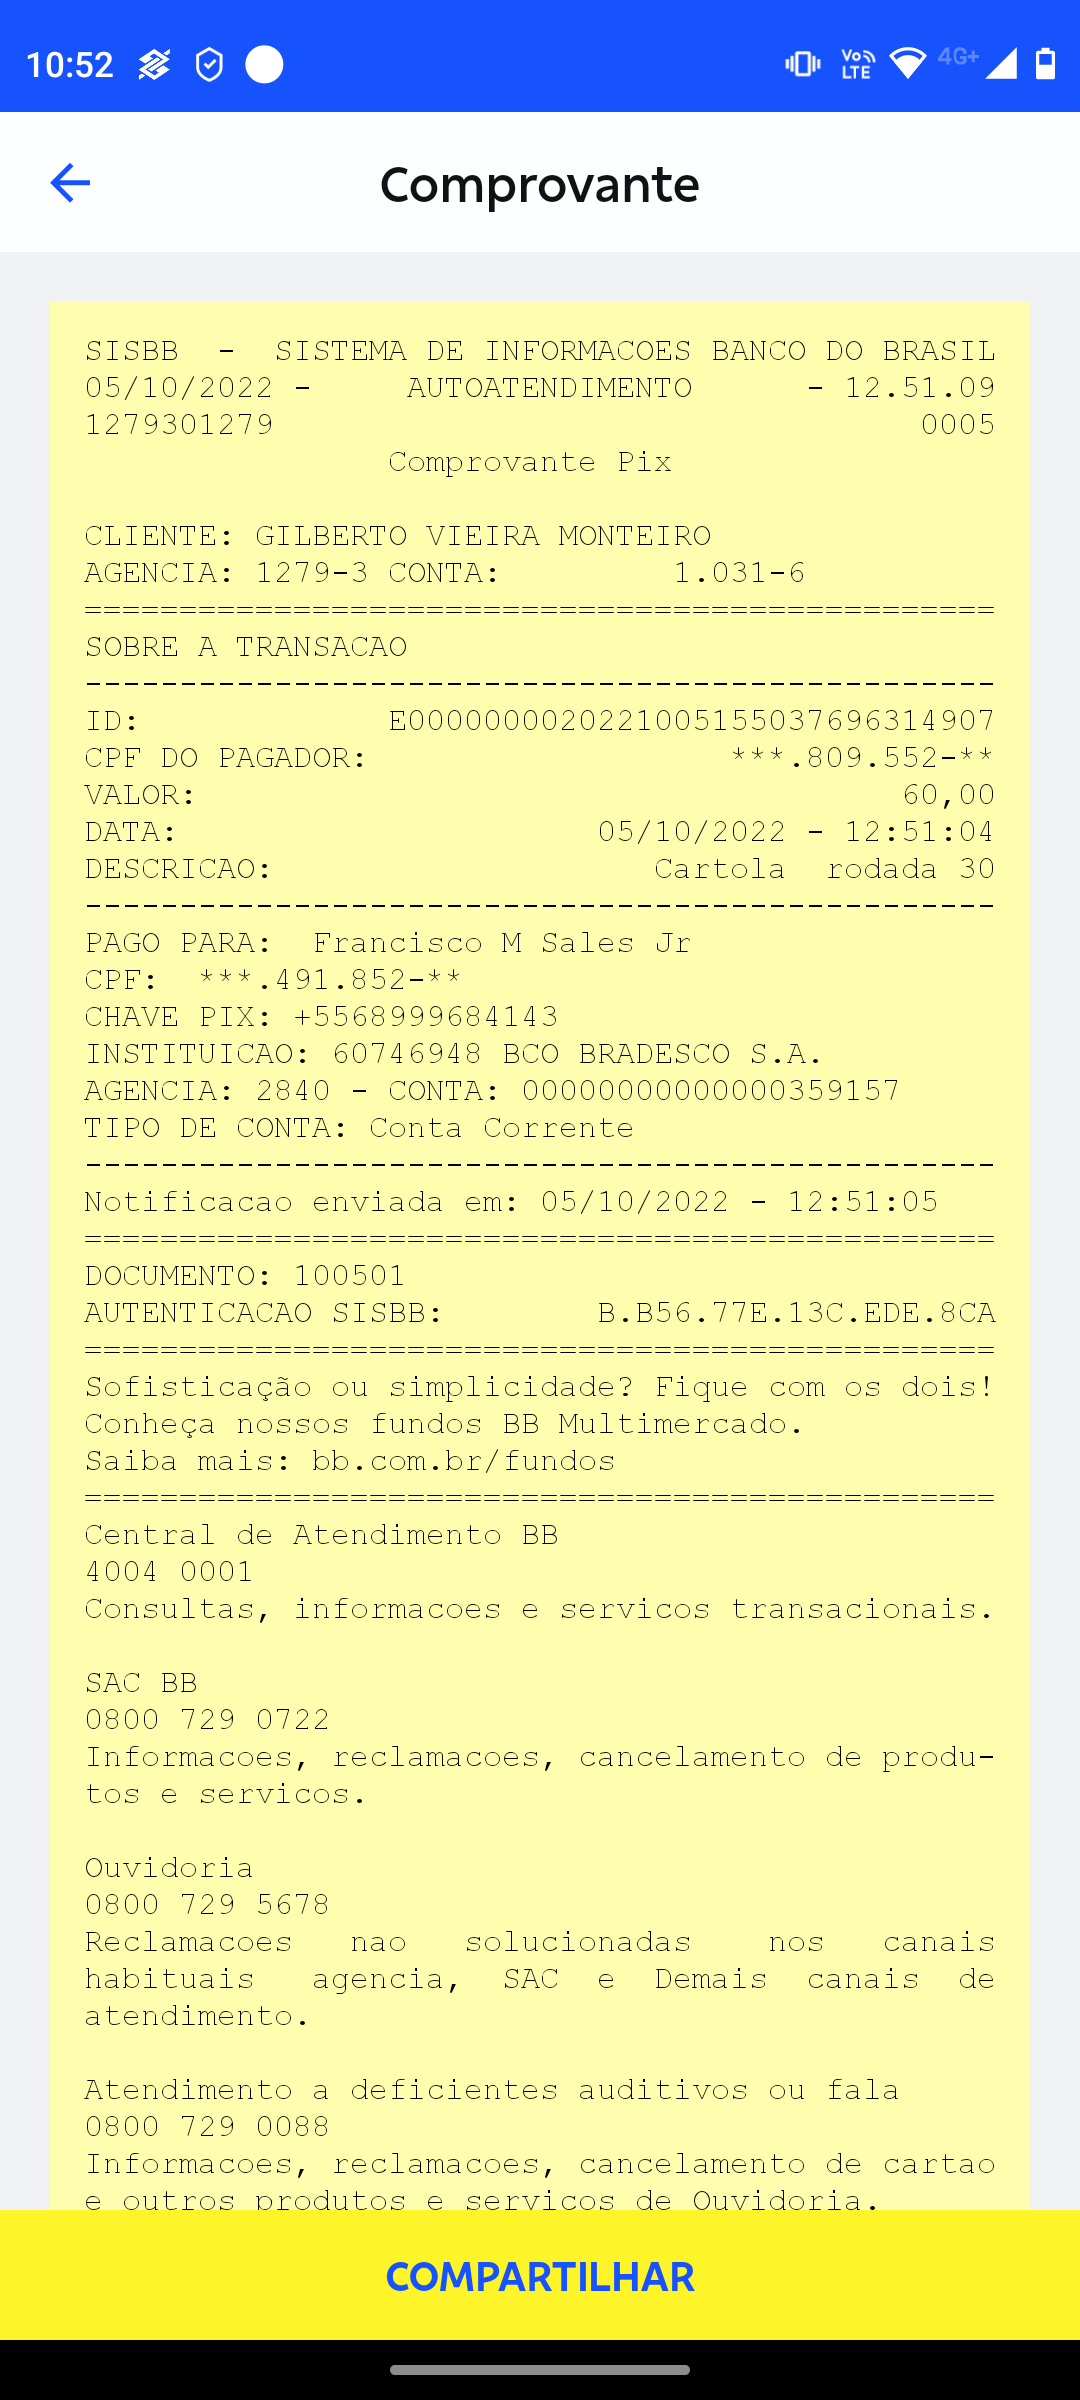 10:52 Vo LTE 4G+
Comprovante
SISBB - SISTEMA DE INFORMACOES BANCO DO BRASIL
05/10/2022 - AUTOATENDIMENTO - 12.51.09
1279301279 0005
Comprovante Pix
CLIENTE: GILBERTO VIEIRA MONTEIRO
AGENCIA: 1279-3 CONTA: 1.031-6
================================================
SOBRE A TRANSACAO
------------------------------------------------
ID: E0000000020221005155037696314907
CPF DO PAGADOR: ***.809.552-**
VALOR: 60,00
DATA: 05/10/2022 - 12:51:04
DESCRICAO: Cartola rodada 30
------------------------------------------------
PAGO PARA: Francisco M Sales Jr
CPF: ***.491.852-**
CHAVE PIX: +5568999684143
INSTITUICAO: 60746948 BCO BRADESCO S.A.
AGENCIA: 2840 - CONTA: 00000000000000359157
TIPO DE CONTA: Conta Corrente
------------------------------------------------
Notificacao enviada em: 05/10/2022 - 12:51:05
================================================
DOCUMENTO: 100501
AUTENTICACAO SISBB: B.B56.77E.13C.EDE.8CA
================================================
Sofisticação ou simplicidade? Fique com os dois!
Conheça nossos fundos BB Multimercado.
Saiba mais: bb.com.br/fundos
================================================
Central de Atendimento BB
4004 0001
Consultas, informacoes e servicos transacionais.
SAC BB
0800 729 0722
Informacoes, reclamacoes, cancelamento de produ-
tos e servicos.
Ouvidoria
0800 729 5678
Reclamacoes nao solucionadas nos canais
habituais agencia, SAC e Demais canais de
atendimento.
Atendimento a deficientes auditivos ou fala
0800 729 0088
Informacoes, reclamacoes, cancelamento de cartao
e outros produtos e servicos de Ouvidoria.
COMPARTILHAR